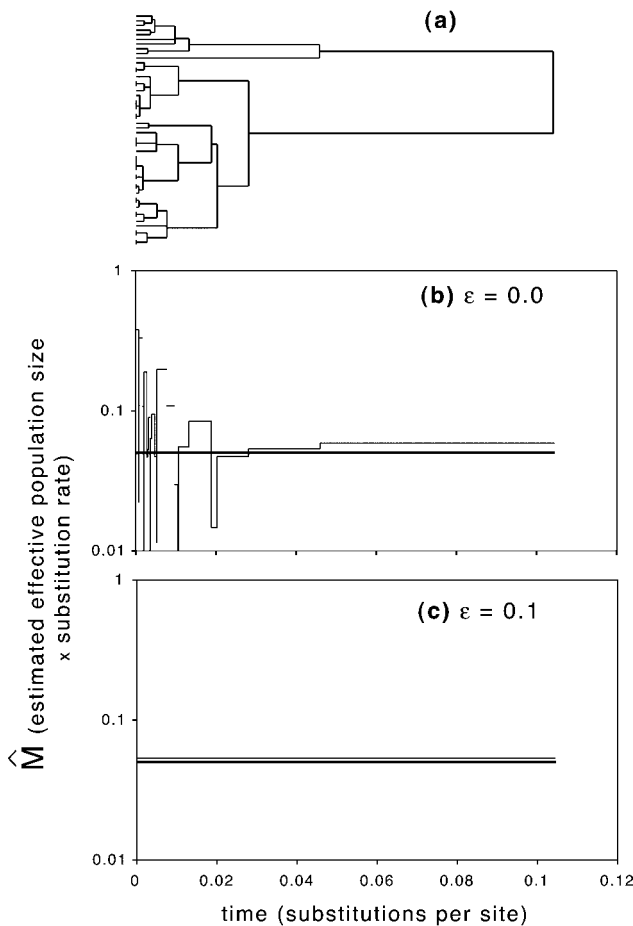 (a)
1
(b) ε = 0.0
0.1
0.01
1
(c) ε = 0.1
0.1
0.01
0 0.02 0.04 0.06 0.08 0.1 0.12
time (substitutions per site)
M̂ (estimated effective population size
x substitution rate)